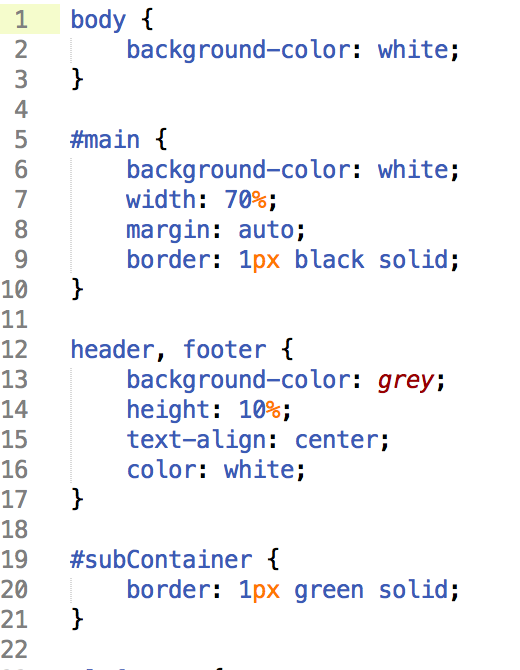 1 body {
2     background-color: white;
3 }
4
5 #main {
6     background-color: white;
7     width: 70%;
8     margin: auto;
9     border: 1px black solid;
10 }
11
12 header, footer {
13     background-color: grey;
14     height: 10%;
15     text-align: center;
16     color: white;
17 }
18
19 #subContainer {
20     border: 1px green solid;
21 }
22